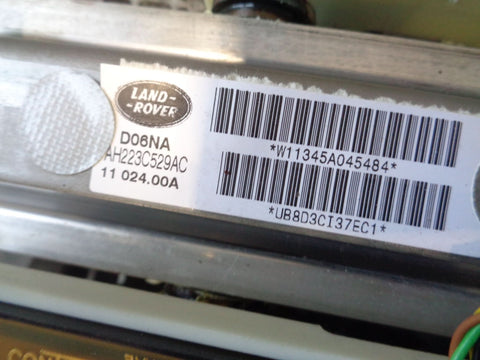 LAND-
-ROVER
D06NA
AH223C529AC
11 024.00A
*W11345A045484*
*UB8D3CI37EC1*